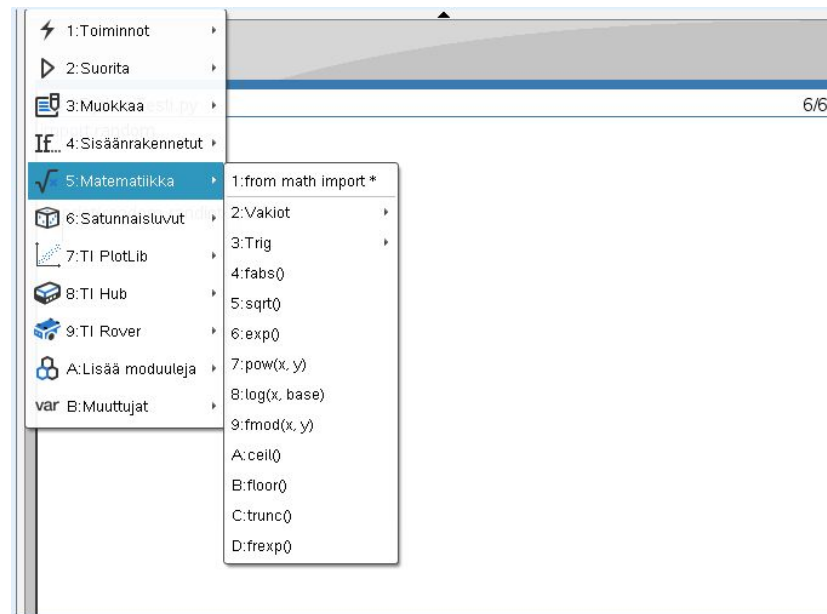 1:Toiminnot
2:Suorita
3:Muokkaa
6/6
If... 4:Sisäänrakennetut
5:Matematiikka
6:Satunnaisluvut
7:TI PlotLib
8:TI Hub
9:TI Rover
A:Lisää moduuleja
var B:Muuttujat
1:from math import *
2:Vakiot
3:Trig
4:fabs()
5:sqrt()
6:exp()
7:pow(x, y)
8:log(x, base)
9:fmod(x, y)
A:ceil()
B:floor()
C:trunc()
D:frexp()